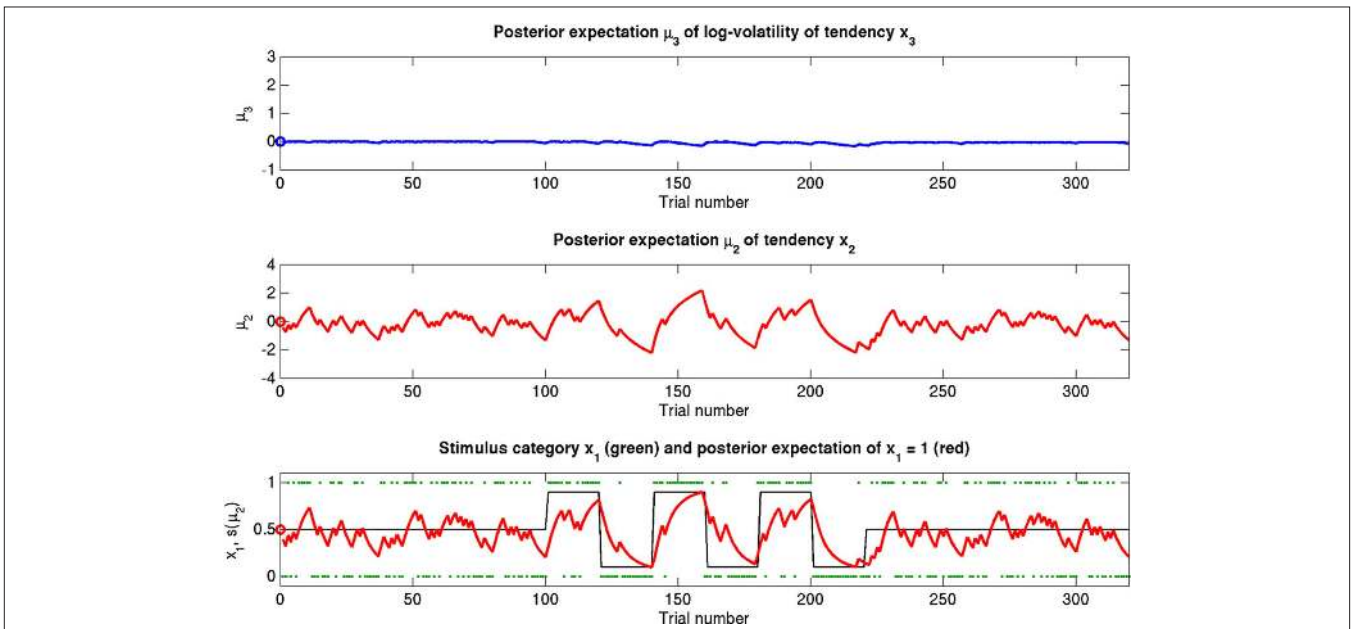 Posterior expectation μ3 of log-volatility of tendency x3
3
2
1
0
-1
μ3
0 50 100 150 200 250 300
Trial number
Posterior expectation μ2 of tendency x2
4
2
0
-2
-4
μ2
0 50 100 150 200 250 300
Trial number
Stimulus category x1 (green) and posterior expectation of x1 = 1 (red)
1
0.5
0
x1, s(μ2)
0 50 100 150 200 250 300
Trial number